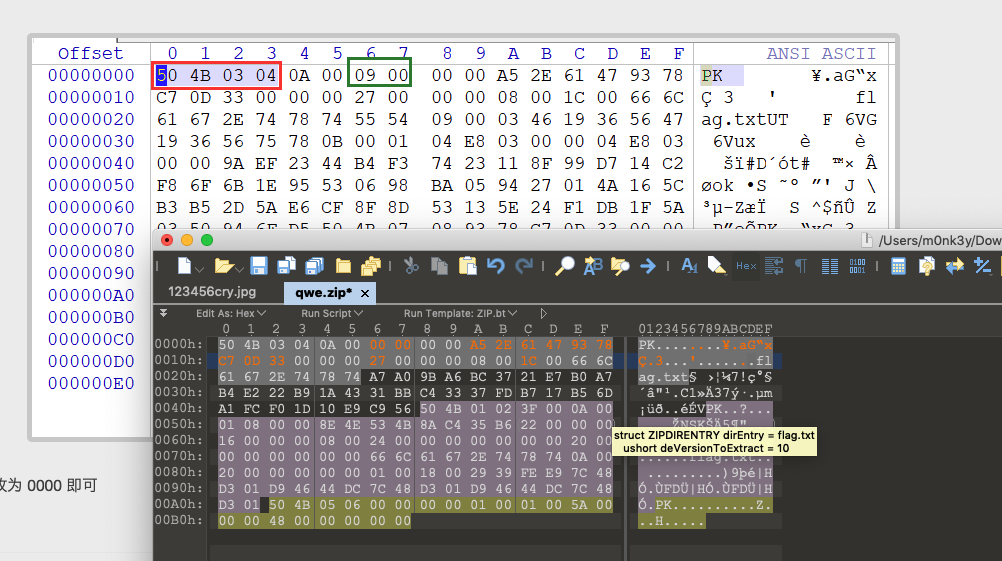 Offset 0 1 2 3 4 5 6 7 8 9 A B C D E F ANSI ASCII
00000000 50 4B 03 04 0A 00 09 00 00 00 A5 2E 61 47 93 78 PK ¥.aG“x
00000010 C7 0D 33 00 00 00 27 00 00 00 08 00 1C 00 66 6C Ç 3 ' fl
00000020 61 67 2E 74 78 74 55 54 09 00 03 46 19 36 56 47 ag.txtUT F 6VG
00000030 19 36 56 75 78 0B 00 01 04 E8 03 00 00 04 E8 03 6Vux è è
00000040 00 00 9A EF 23 44 B4 F3 74 23 11 8F 99 D7 14 C2 šï#D´ót# ™× Â
00000050 F8 6F 6B 1E 95 53 06 98 BA 05 94 27 01 4A 16 5C øok •S ˜º ”' J \
00000060 B3 B5 2D 5A E6 CF 8F 8D 53 13 5E 24 F1 DB 1F 5A ³µ-ZæÏ S ^$ñÛ Z
00000070
00000080
00000090
000000A0
000000B0
000000C0
000000D0
000000E0
为 0000 即可
/Users/m0nk3y/Dow
Hex
123456cry.jpg qwe.zip* ×
Edit As: Hex Run Script Run Template: ZIP.bt
0 1 2 3 4 5 6 7 8 9 A B C D E F 0123456789ABCDEF
0000h: 50 4B 03 04 0A 00 00 00 00 00 A5 2E 61 47 93 78 PK........¥.aG“x
0010h: C7 0D 33 00 00 00 27 00 00 00 08 00 1C 00 66 6C Ç.3...'.......fl
0020h: 61 67 2E 74 78 74 A7 A0 9B A6 BC 37 21 E7 B0 A7 ag.txt§ ›¦¼7!ç°§
0030h: B4 E2 22 B9 1A 43 31 BB C4 33 37 FD B7 17 B5 6D ´â"¹.C1»Ä37ý·.µm
0040h: A1 FC F0 1D 10 E9 C9 56 50 4B 01 02 3F 00 0A 00 ¡üð..éÉVPK..?...
0050h: 01 08 00 00 8E 4E 53 4B 8A C4 35 B6 22 00 00 00
0060h: 16 00 00 00 08 00 24 00 00 00 00 00 00 00 20 00
0070h: 00 00 00 00 00 00 66 6C 61 67 2E 74 78 74 0A 00 ......flag.txt..
0080h: 20 00 00 00 00 00 01 00 18 00 29 39 FE E9 7C 48 .........)9þé|H
0090h: D3 01 D9 46 44 DC 7C 48 D3 01 D9 46 44 DC 7C 48 Ó.ÙFDÜ|HÓ.ÙFDÜ|H
00A0h: D3 01 50 4B 05 06 00 00 00 00 01 00 01 00 5A 00 Ó.PK..........Z.
00B0h: 00 00 48 00 00 00 00 00 ..H.....
struct ZIPDIRENTRY dirEntry = flag.txt
ushort deVersionToExtract = 10